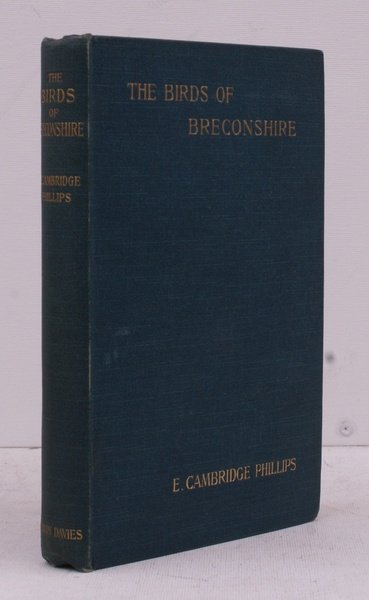 THE
BIRDS
OF
BRECONSHIRE
CAMBRIDGE
PHILLIPS
DAVIES
THE BIRDS OF
BRECONSHIRE
E. CAMBRIDGE PHILLIPS